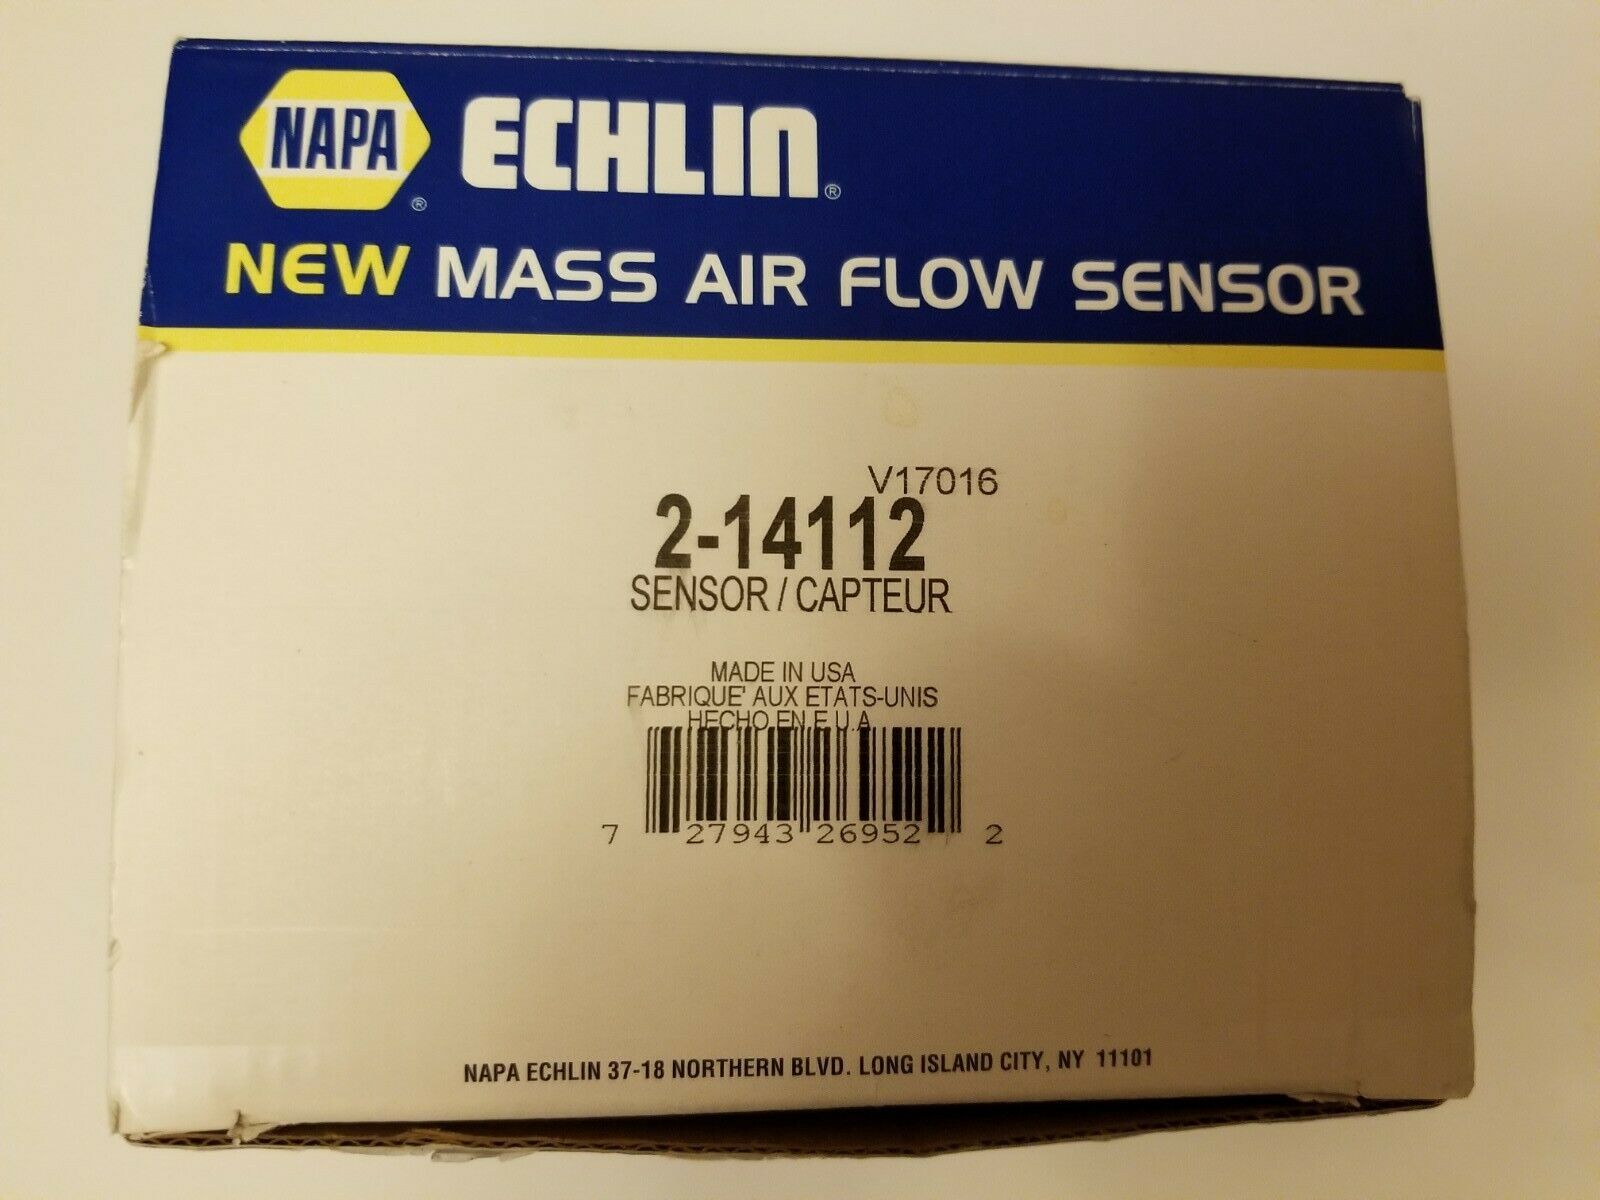 NAPA® ECHLIN®
NEW MASS AIR FLOW SENSOR
V17016
2-14112
SENSOR / CAPTEUR
MADE IN USA
FABRIQUE' AUX ETATS-UNIS
HECHO EN E.U.A
7 27943 26952 2
NAPA ECHLIN 37-18 NORTHERN BLVD. LONG ISLAND CITY, NY 11101